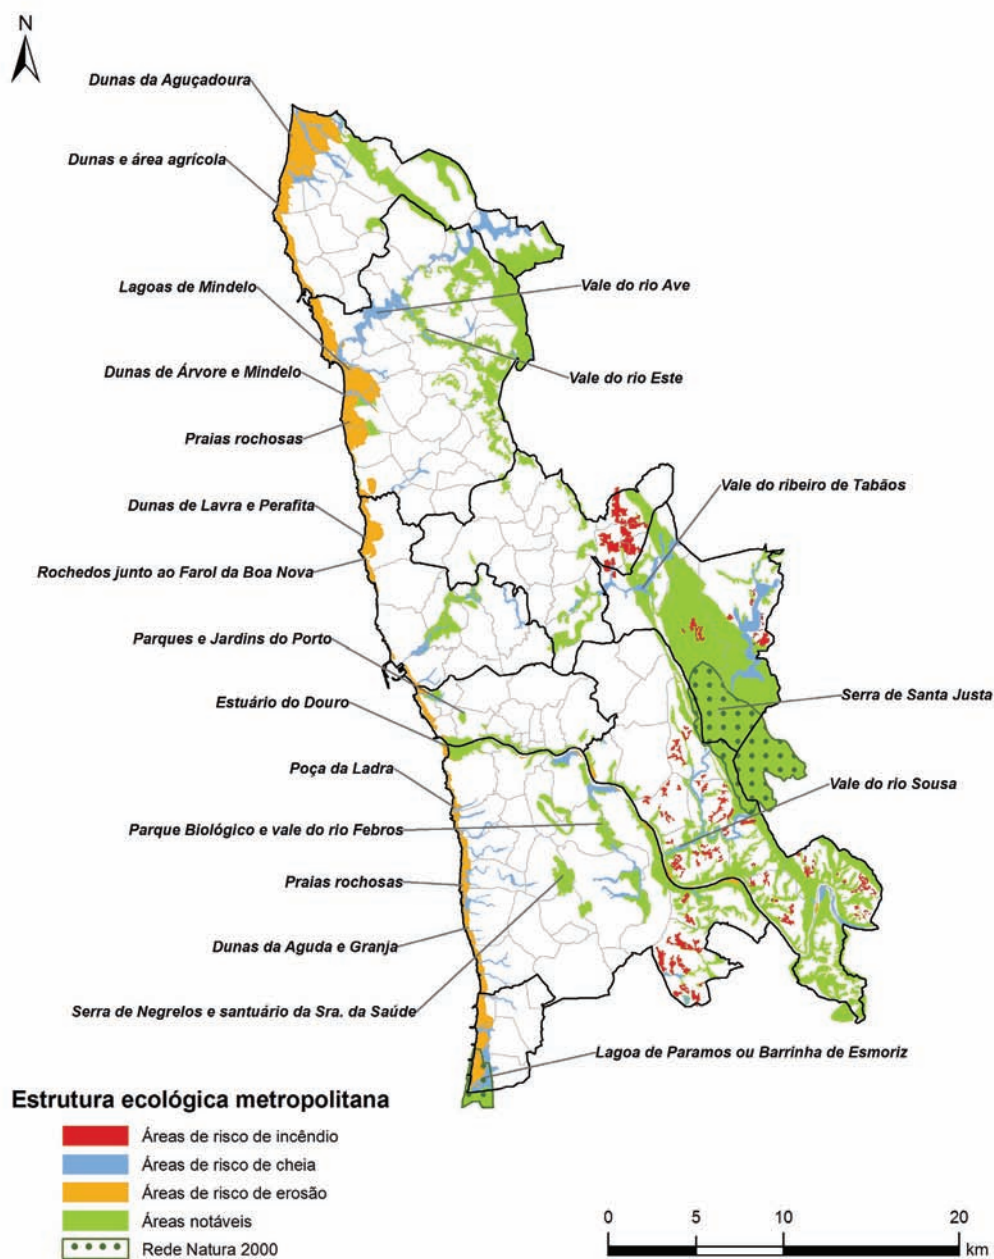 N
Dunas da Aguçadoura
Dunas e área agrícola
Lagoas de Mindelo
Vale do rio Ave
Dunas de Árvore e Mindelo
Vale do rio Este
Praias rochosas
Vale do ribeiro de Tabãos
Dunas de Lavra e Perafita
Rochedos junto ao Farol da Boa Nova
Parques e Jardins do Porto
Serra de Santa Justa
Estuário do Douro
Poça da Ladra
Vale do rio Sousa
Parque Biológico e vale do rio Febros
Praias rochosas
Dunas da Aguda e Granja
Serra de Negrelos e santuário da Sra. da Saúde
Lagoa de Paramos ou Barrinha de Esmoriz
Estrutura ecológica metropolitana
Áreas de risco de incêndio
Áreas de risco de cheia
Áreas de risco de erosão
Áreas notáveis
Rede Natura 2000
0 5 10 20
km